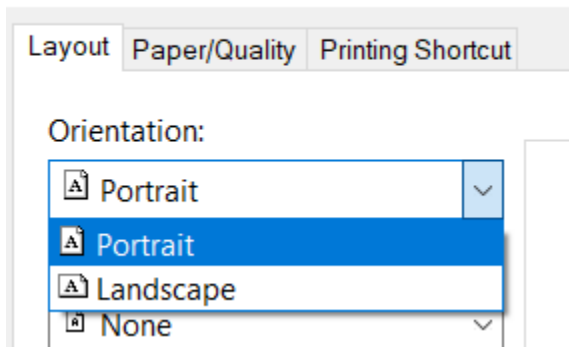 Layout Paper/Quality Printing Shortcut
Orientation:
Portrait
Portrait
Landscape
None